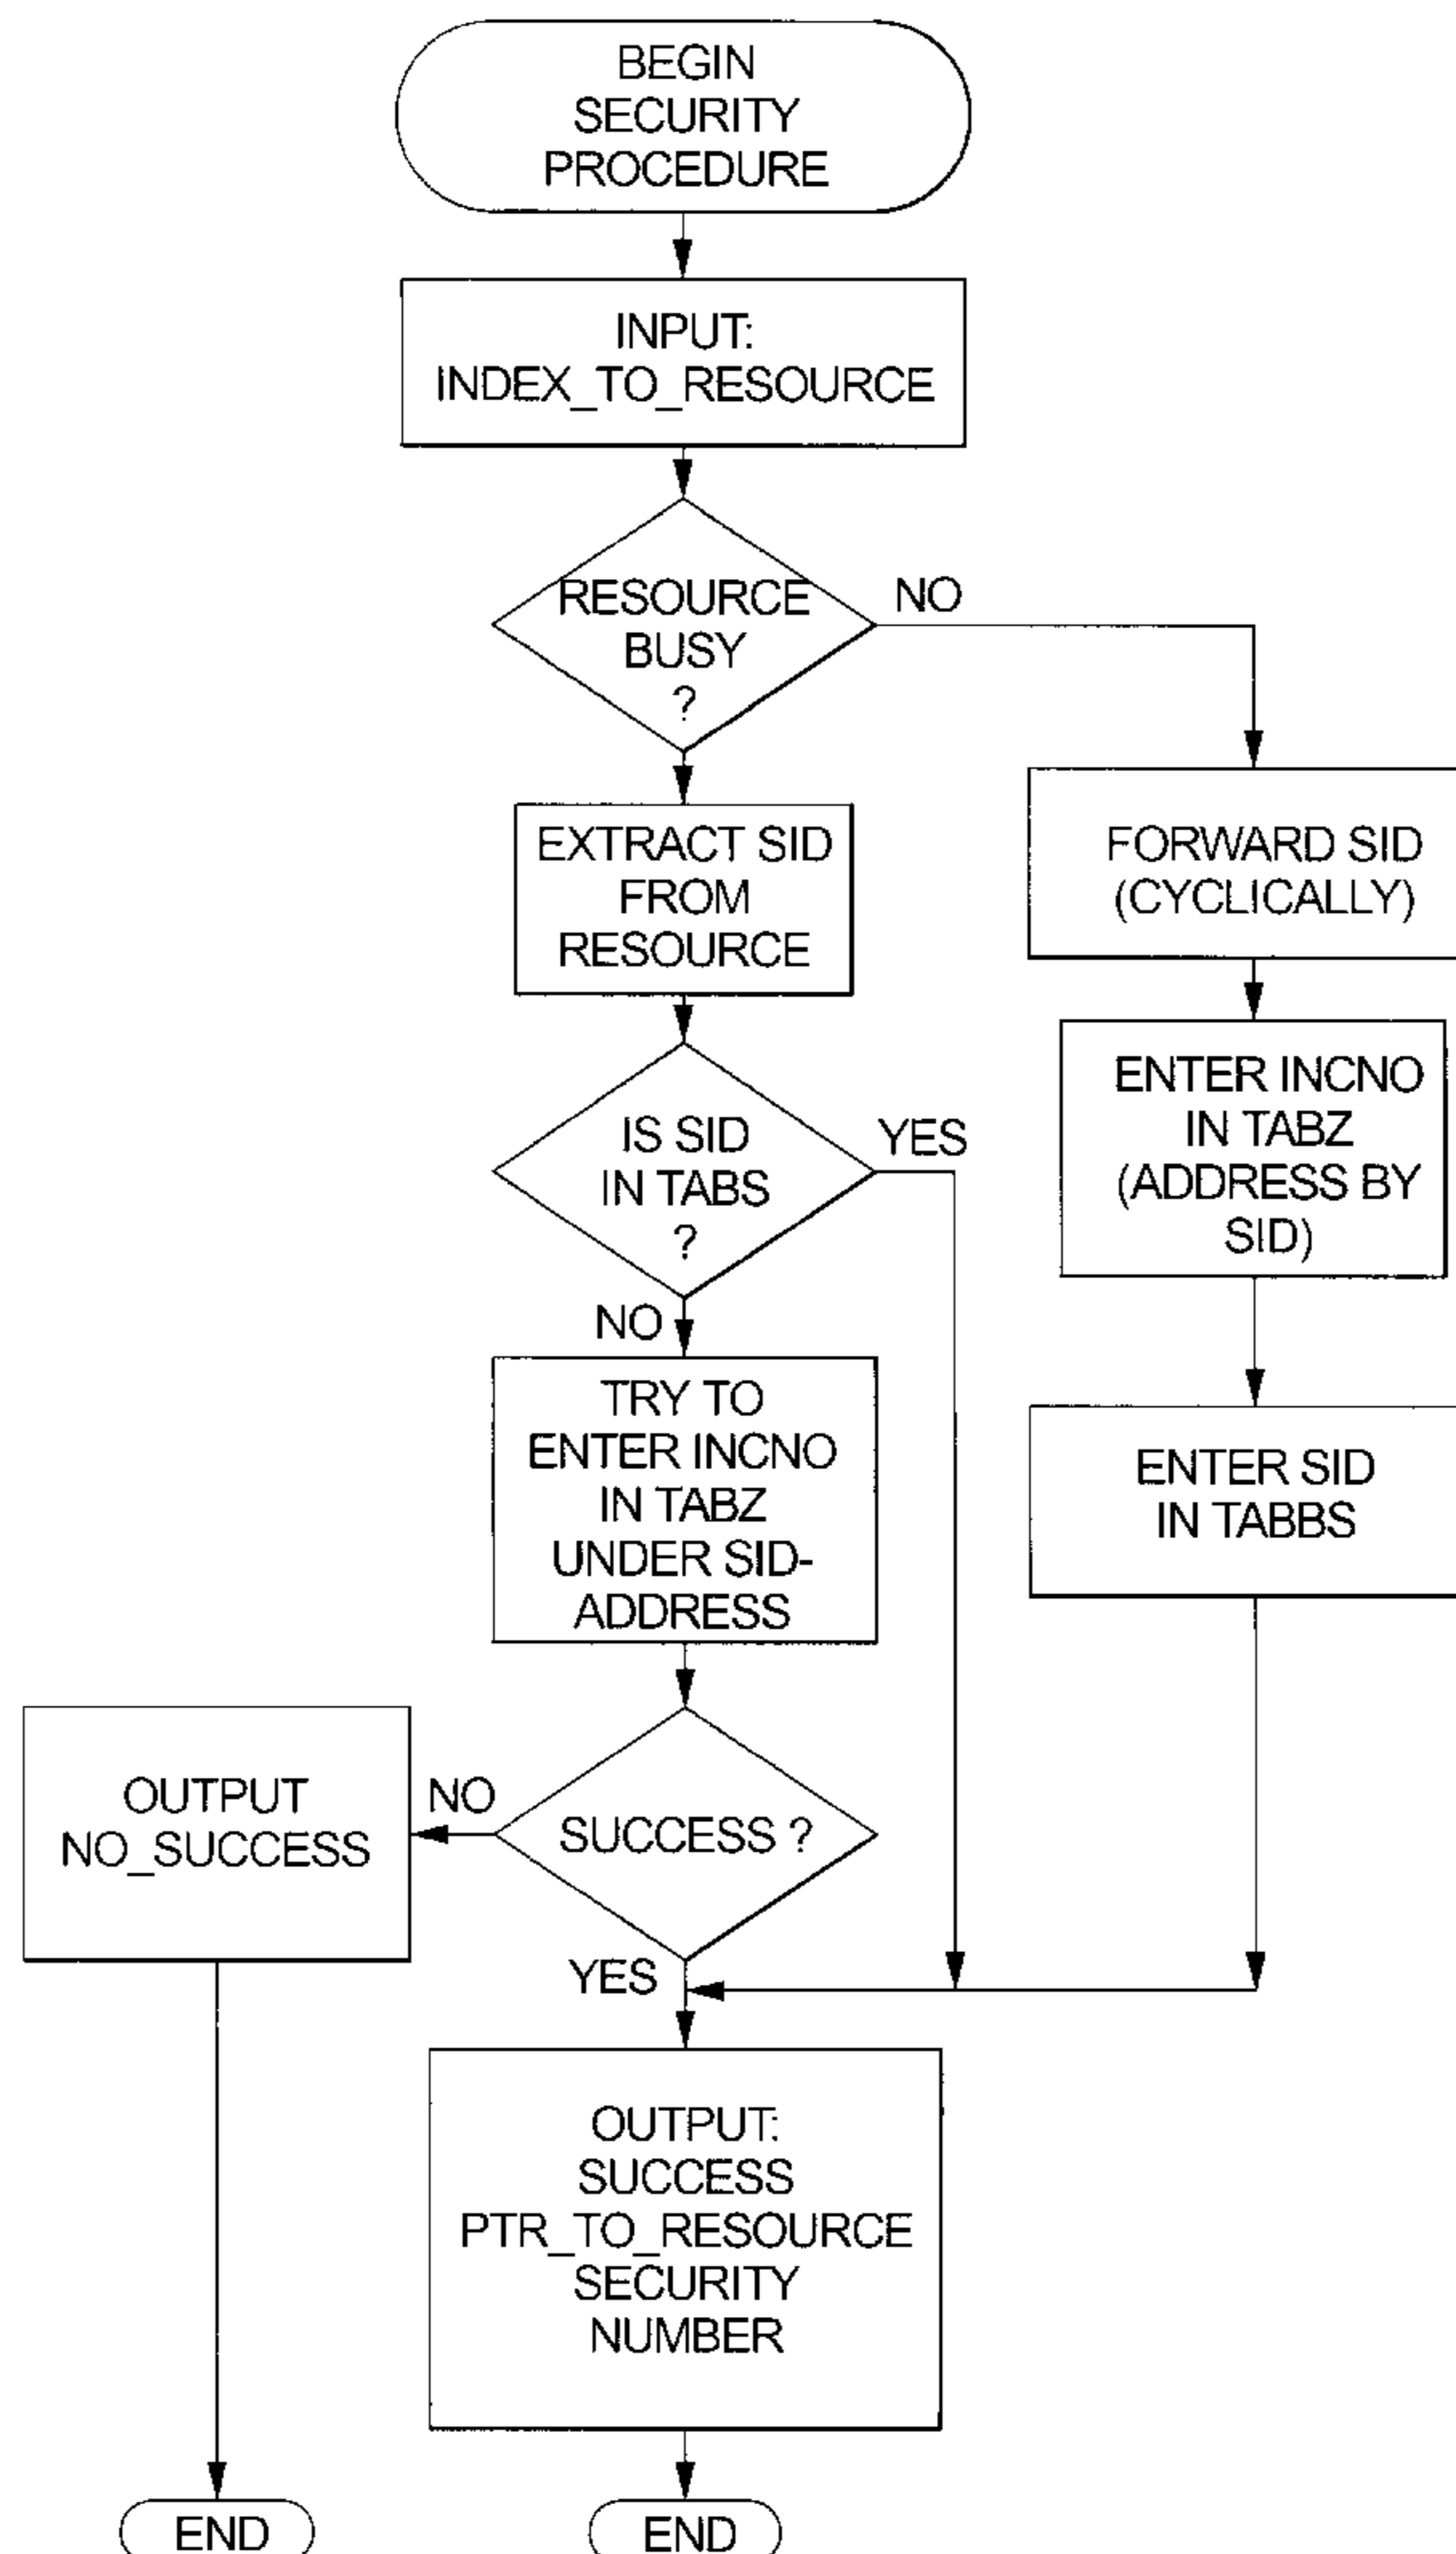 BEGIN
SECURITY
PROCEDURE
INPUT:
INDEX_TO_RESOURCE
RESOURCE
BUSY
?
NO
EXTRACT SID
FROM
RESOURCE
FORWARD SID
(CYCLICALLY)
IS SID
IN TABS
?
YES
NO
ENTER INCNO
IN TABZ
(ADDRESS BY
SID)
TRY TO
ENTER INCNO
IN TABZ
UNDER SID-
ADDRESS
ENTER SID
IN TABBS
SUCCESS ?
NO
YES
OUTPUT
NO_SUCCESS
OUTPUT:
SUCCESS
PTR_TO_RESOURCE
SECURITY
NUMBER
END
END